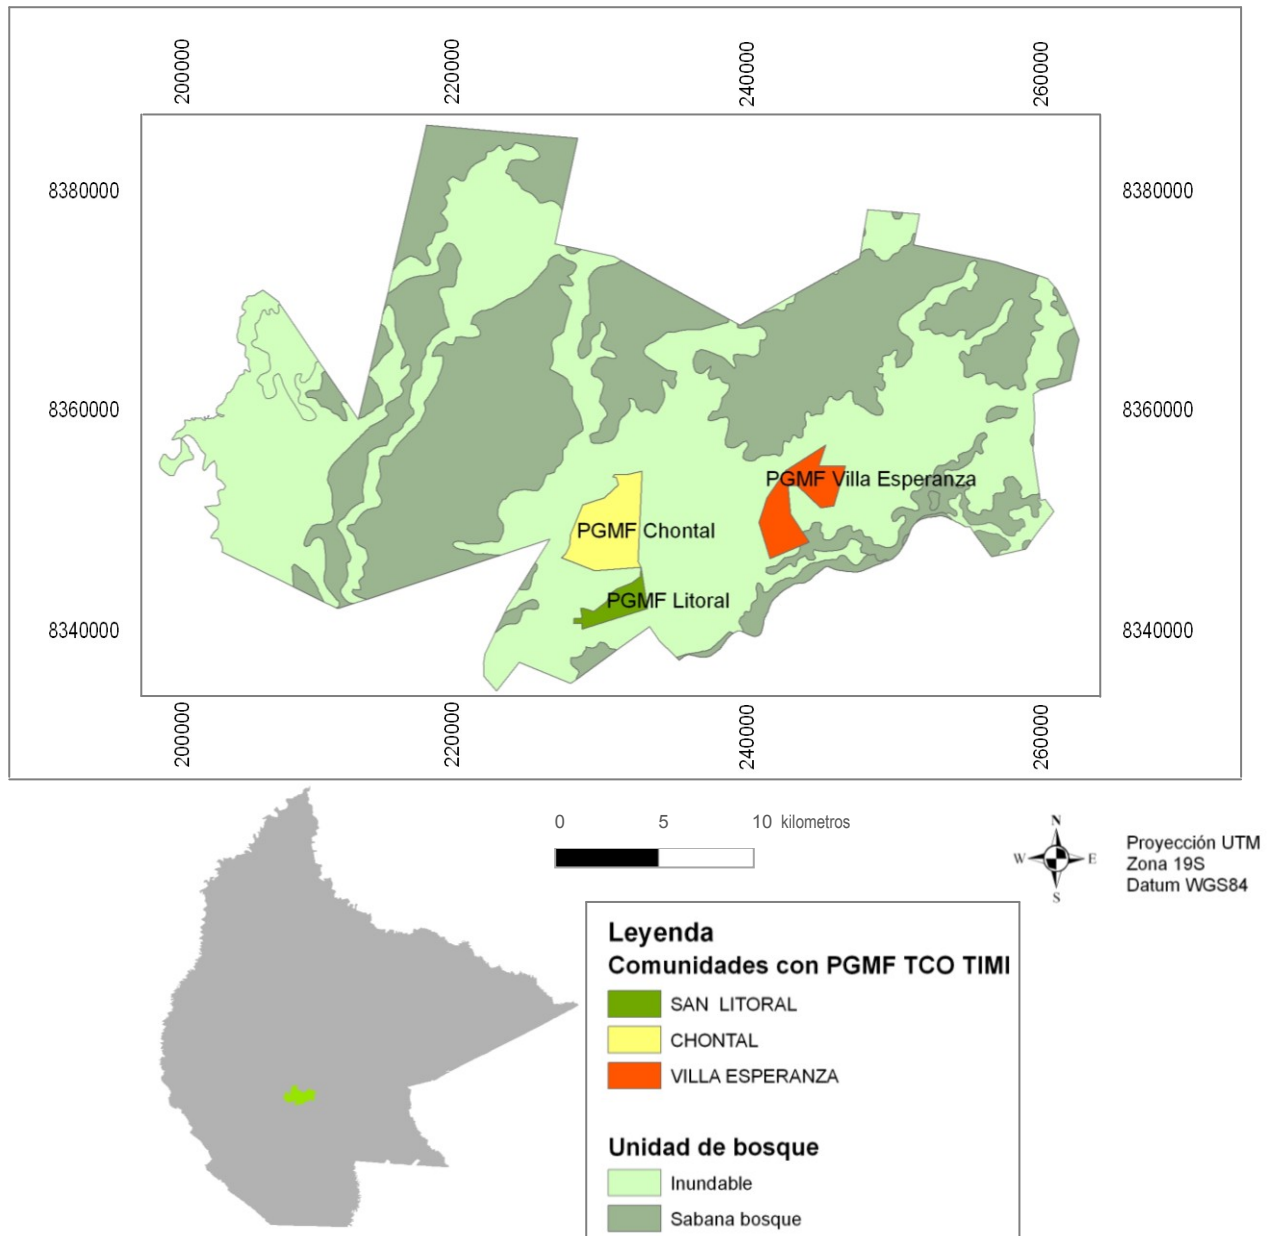 200000
220000
240000
260000
8380000
8380000
8360000
8360000
PGMF Villa Esperanza
PGMF Chontal
PGMF Litoral
8340000
8340000
200000
220000
240000
260000
0 5 10 kilometros
N
W E
S
Proyección UTM
Zona 19S
Datum WGS84
Leyenda
Comunidades con PGMF TCO TIMI
SAN LITORAL
CHONTAL
VILLA ESPERANZA
Unidad de bosque
Inundable
Sabana bosque